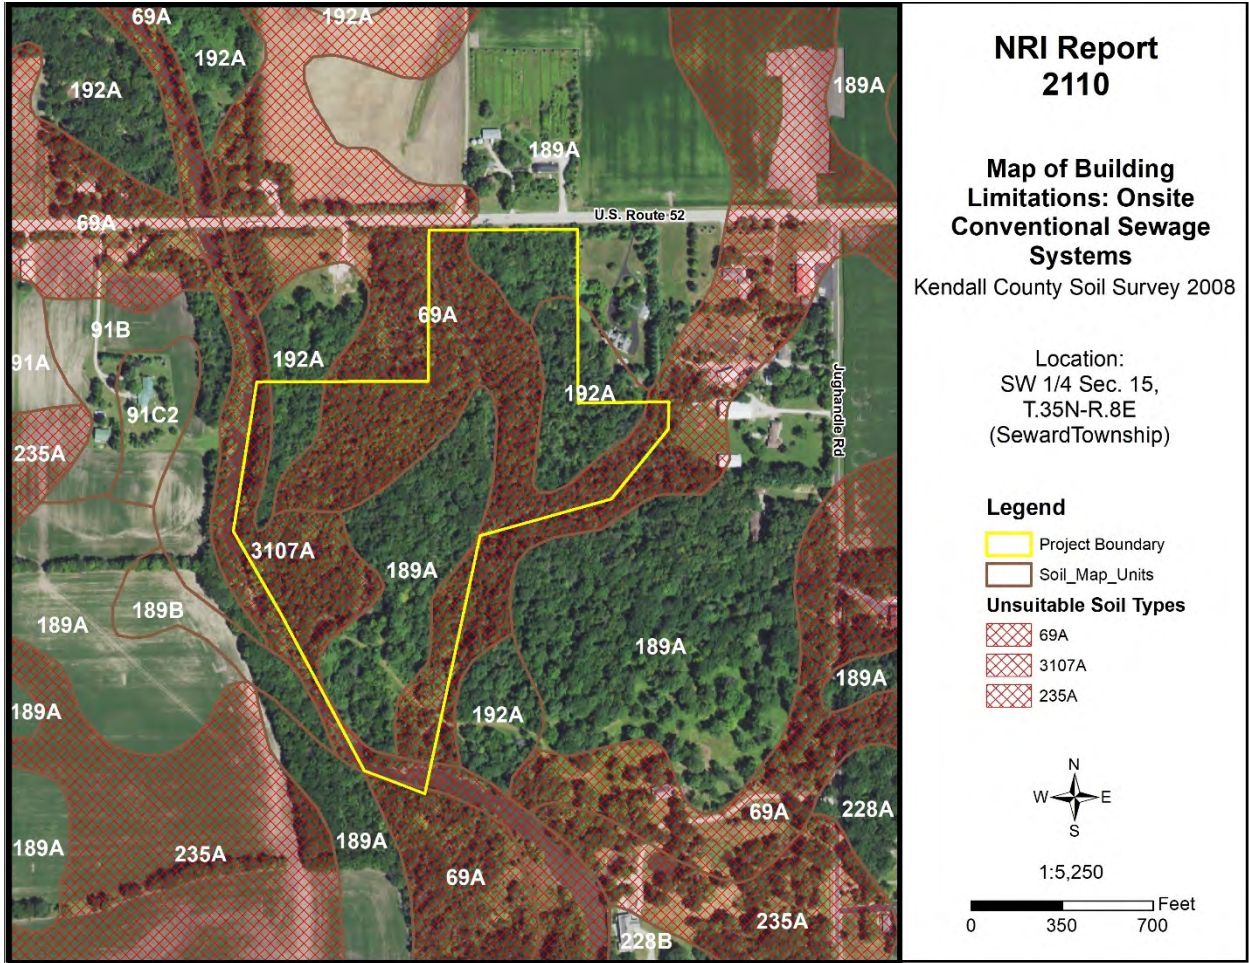 69A
192A
192A
192A
189A
189A
U.S. Route 52
69A
69A
91B
91A
192A
91C2
192A
Jughandle Rd
235A
3107A
189A
189B
189A
189A
189A
189A
192A
69A
228A
189A
189A
235A
69A
235A
228B
NRI Report
2110
Map of Building
Limitations: Onsite
Conventional Sewage
Systems
Kendall County Soil Survey 2008
Location:
SW 1/4 Sec. 15,
T.35N-R.8E
(SewardTownship)
Legend
Project Boundary
Soil_Map_Units
Unsuitable Soil Types
69A
3107A
235A
N
W E
S
1:5,250
Feet
0 350 700